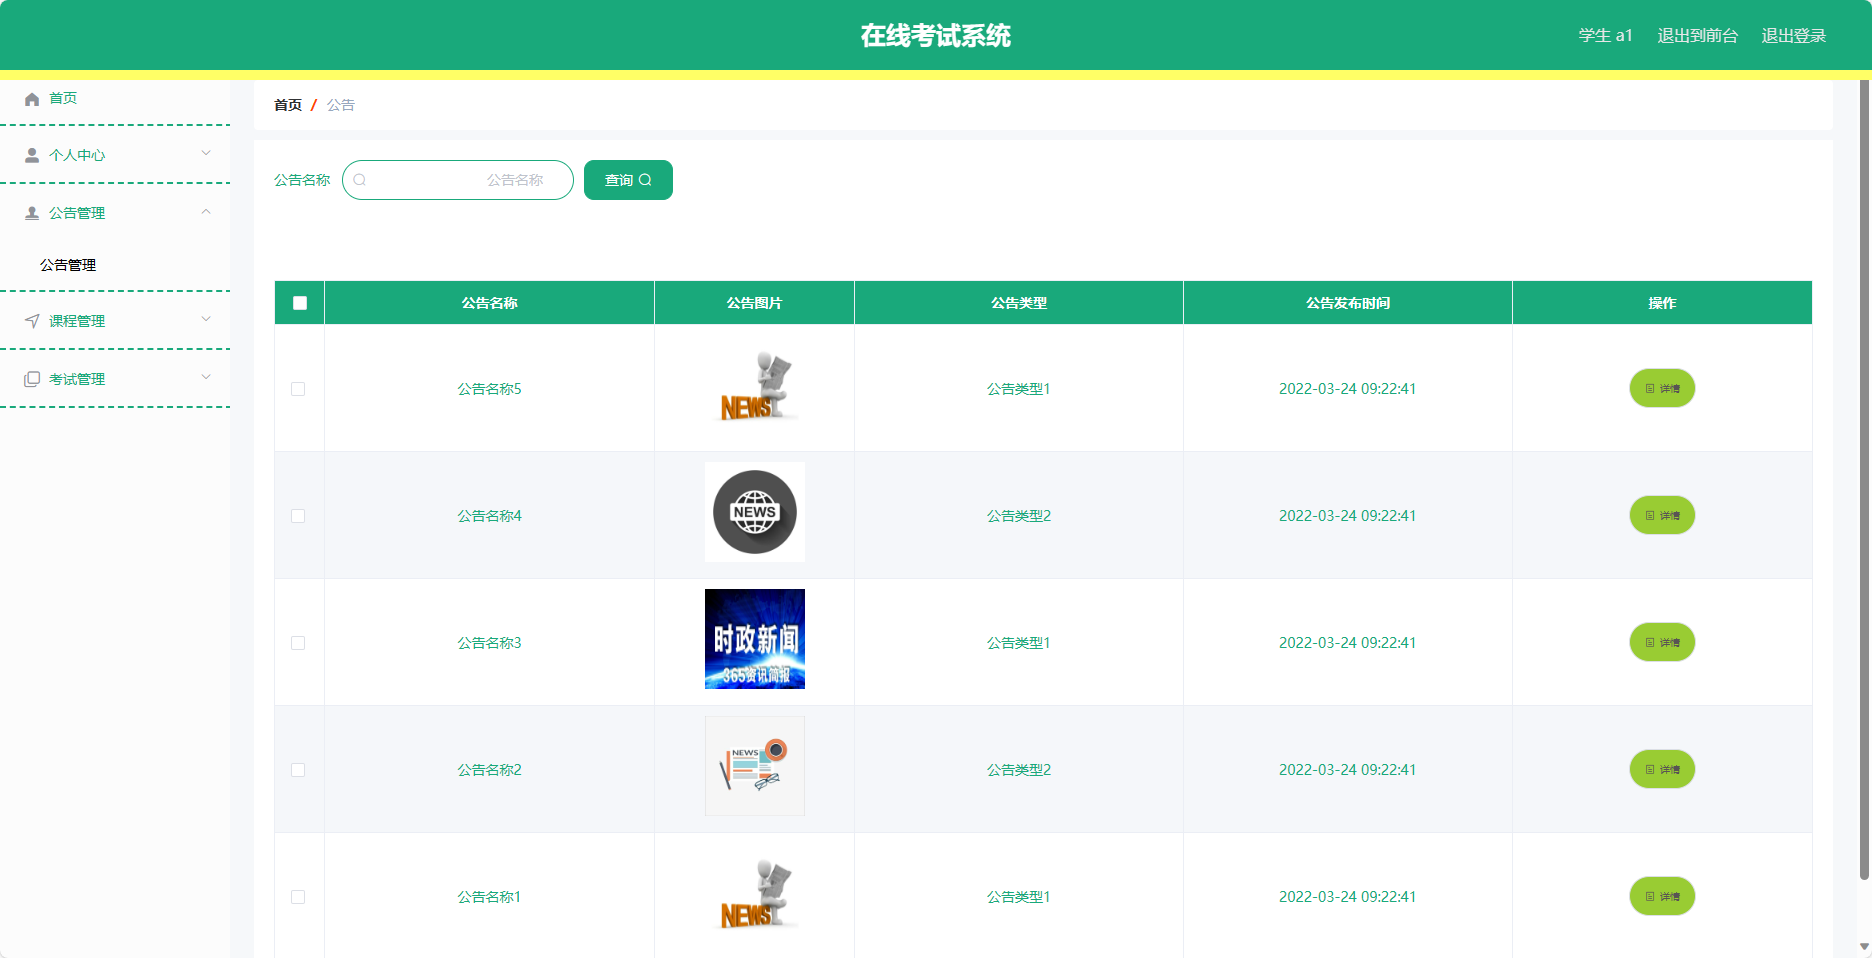 在线考试系统
学生 a1 退出到前台 退出登录
首页
个人中心
公告管理
公告管理
课程管理
考试管理
首页 / 公告
公告名称 公告名称 查询
公告名称 公告图片 公告类型 公告发布时间 操作
公告名称5 NEWS 公告类型1 2022-03-24 09:22:41 详情
公告名称4 NEWS 公告类型2 2022-03-24 09:22:41 详情
公告名称3 时政新闻 公告类型1 2022-03-24 09:22:41 详情
365资讯简报
公告名称2 NEWS 公告类型2 2022-03-24 09:22:41 详情
公告名称1 NEWS 公告类型1 2022-03-24 09:22:41 详情